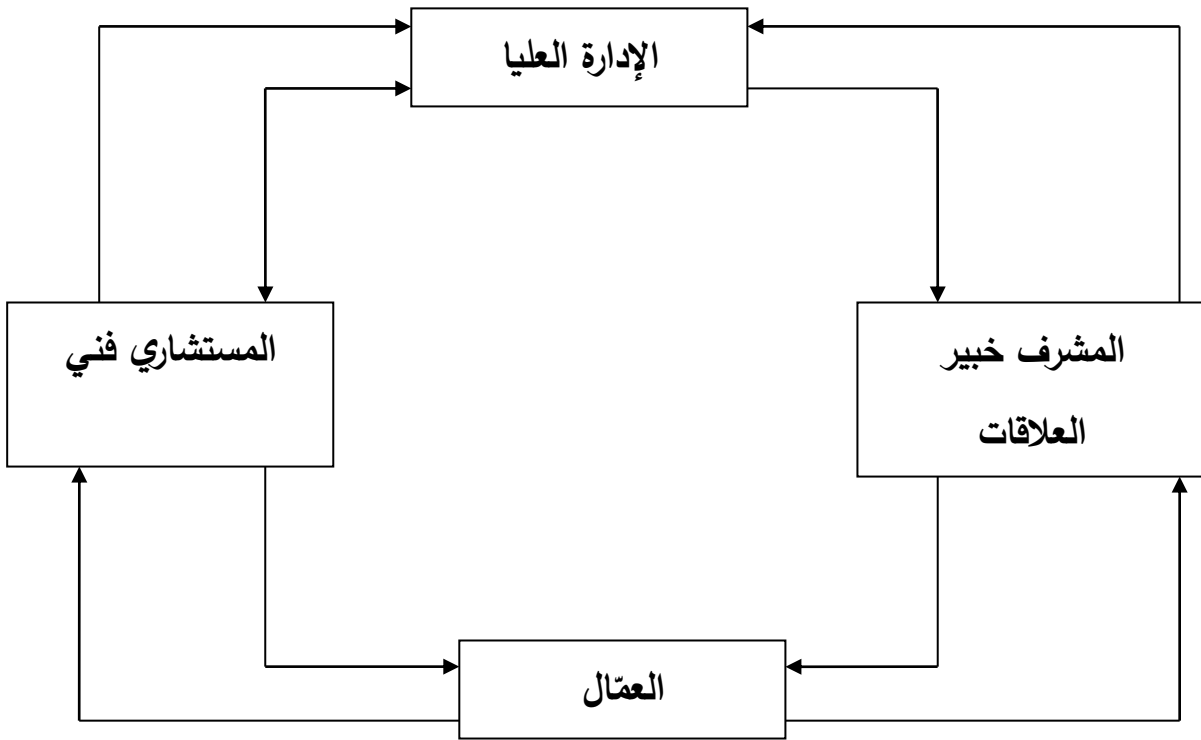 الإدارة العليا
المشرف خبير
العلاقات
المستشاري فني
العمّال